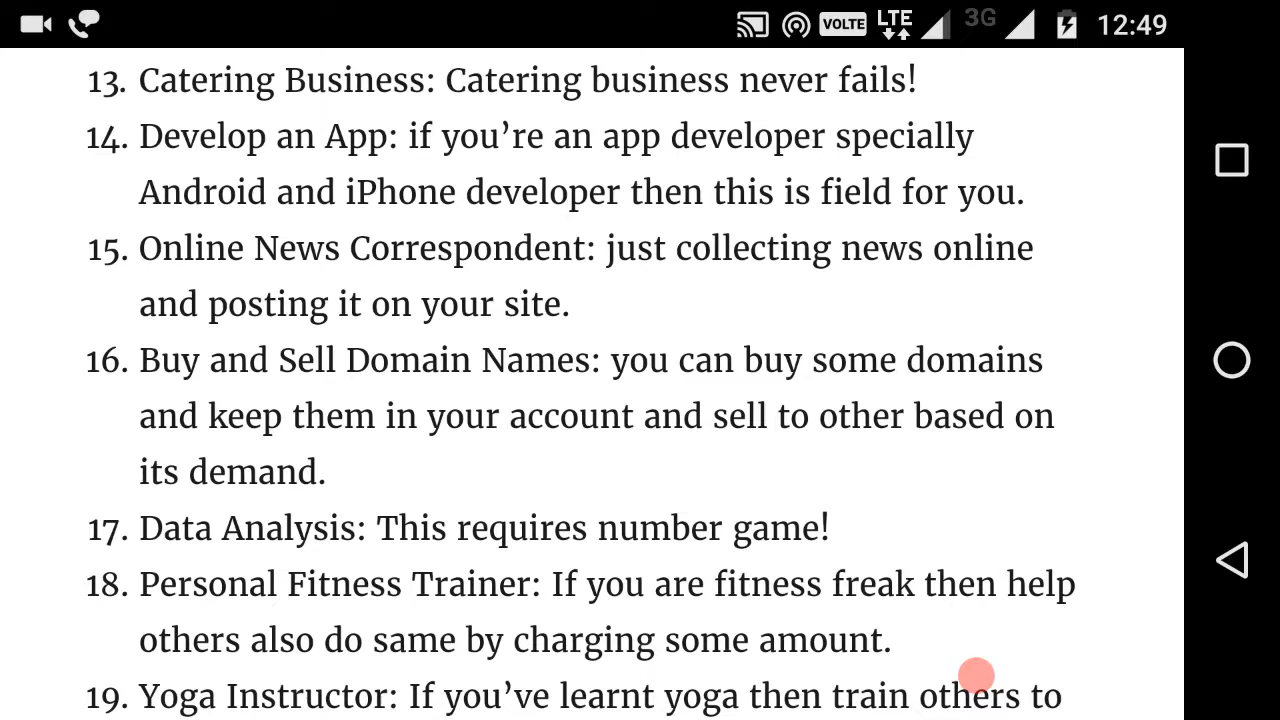 VOLTE LTE 3G 12:49
13. Catering Business: Catering business never fails!
14. Develop an App: if you’re an app developer specially
Android and iPhone developer then this is field for you.
15. Online News Correspondent: just collecting news online
and posting it on your site.
16. Buy and Sell Domain Names: you can buy some domains
and keep them in your account and sell to other based on
its demand.
17. Data Analysis: This requires number game!
18. Personal Fitness Trainer: If you are fitness freak then help
others also do same by charging some amount.
19. Yoga Instructor: If you’ve learnt yoga then train others to